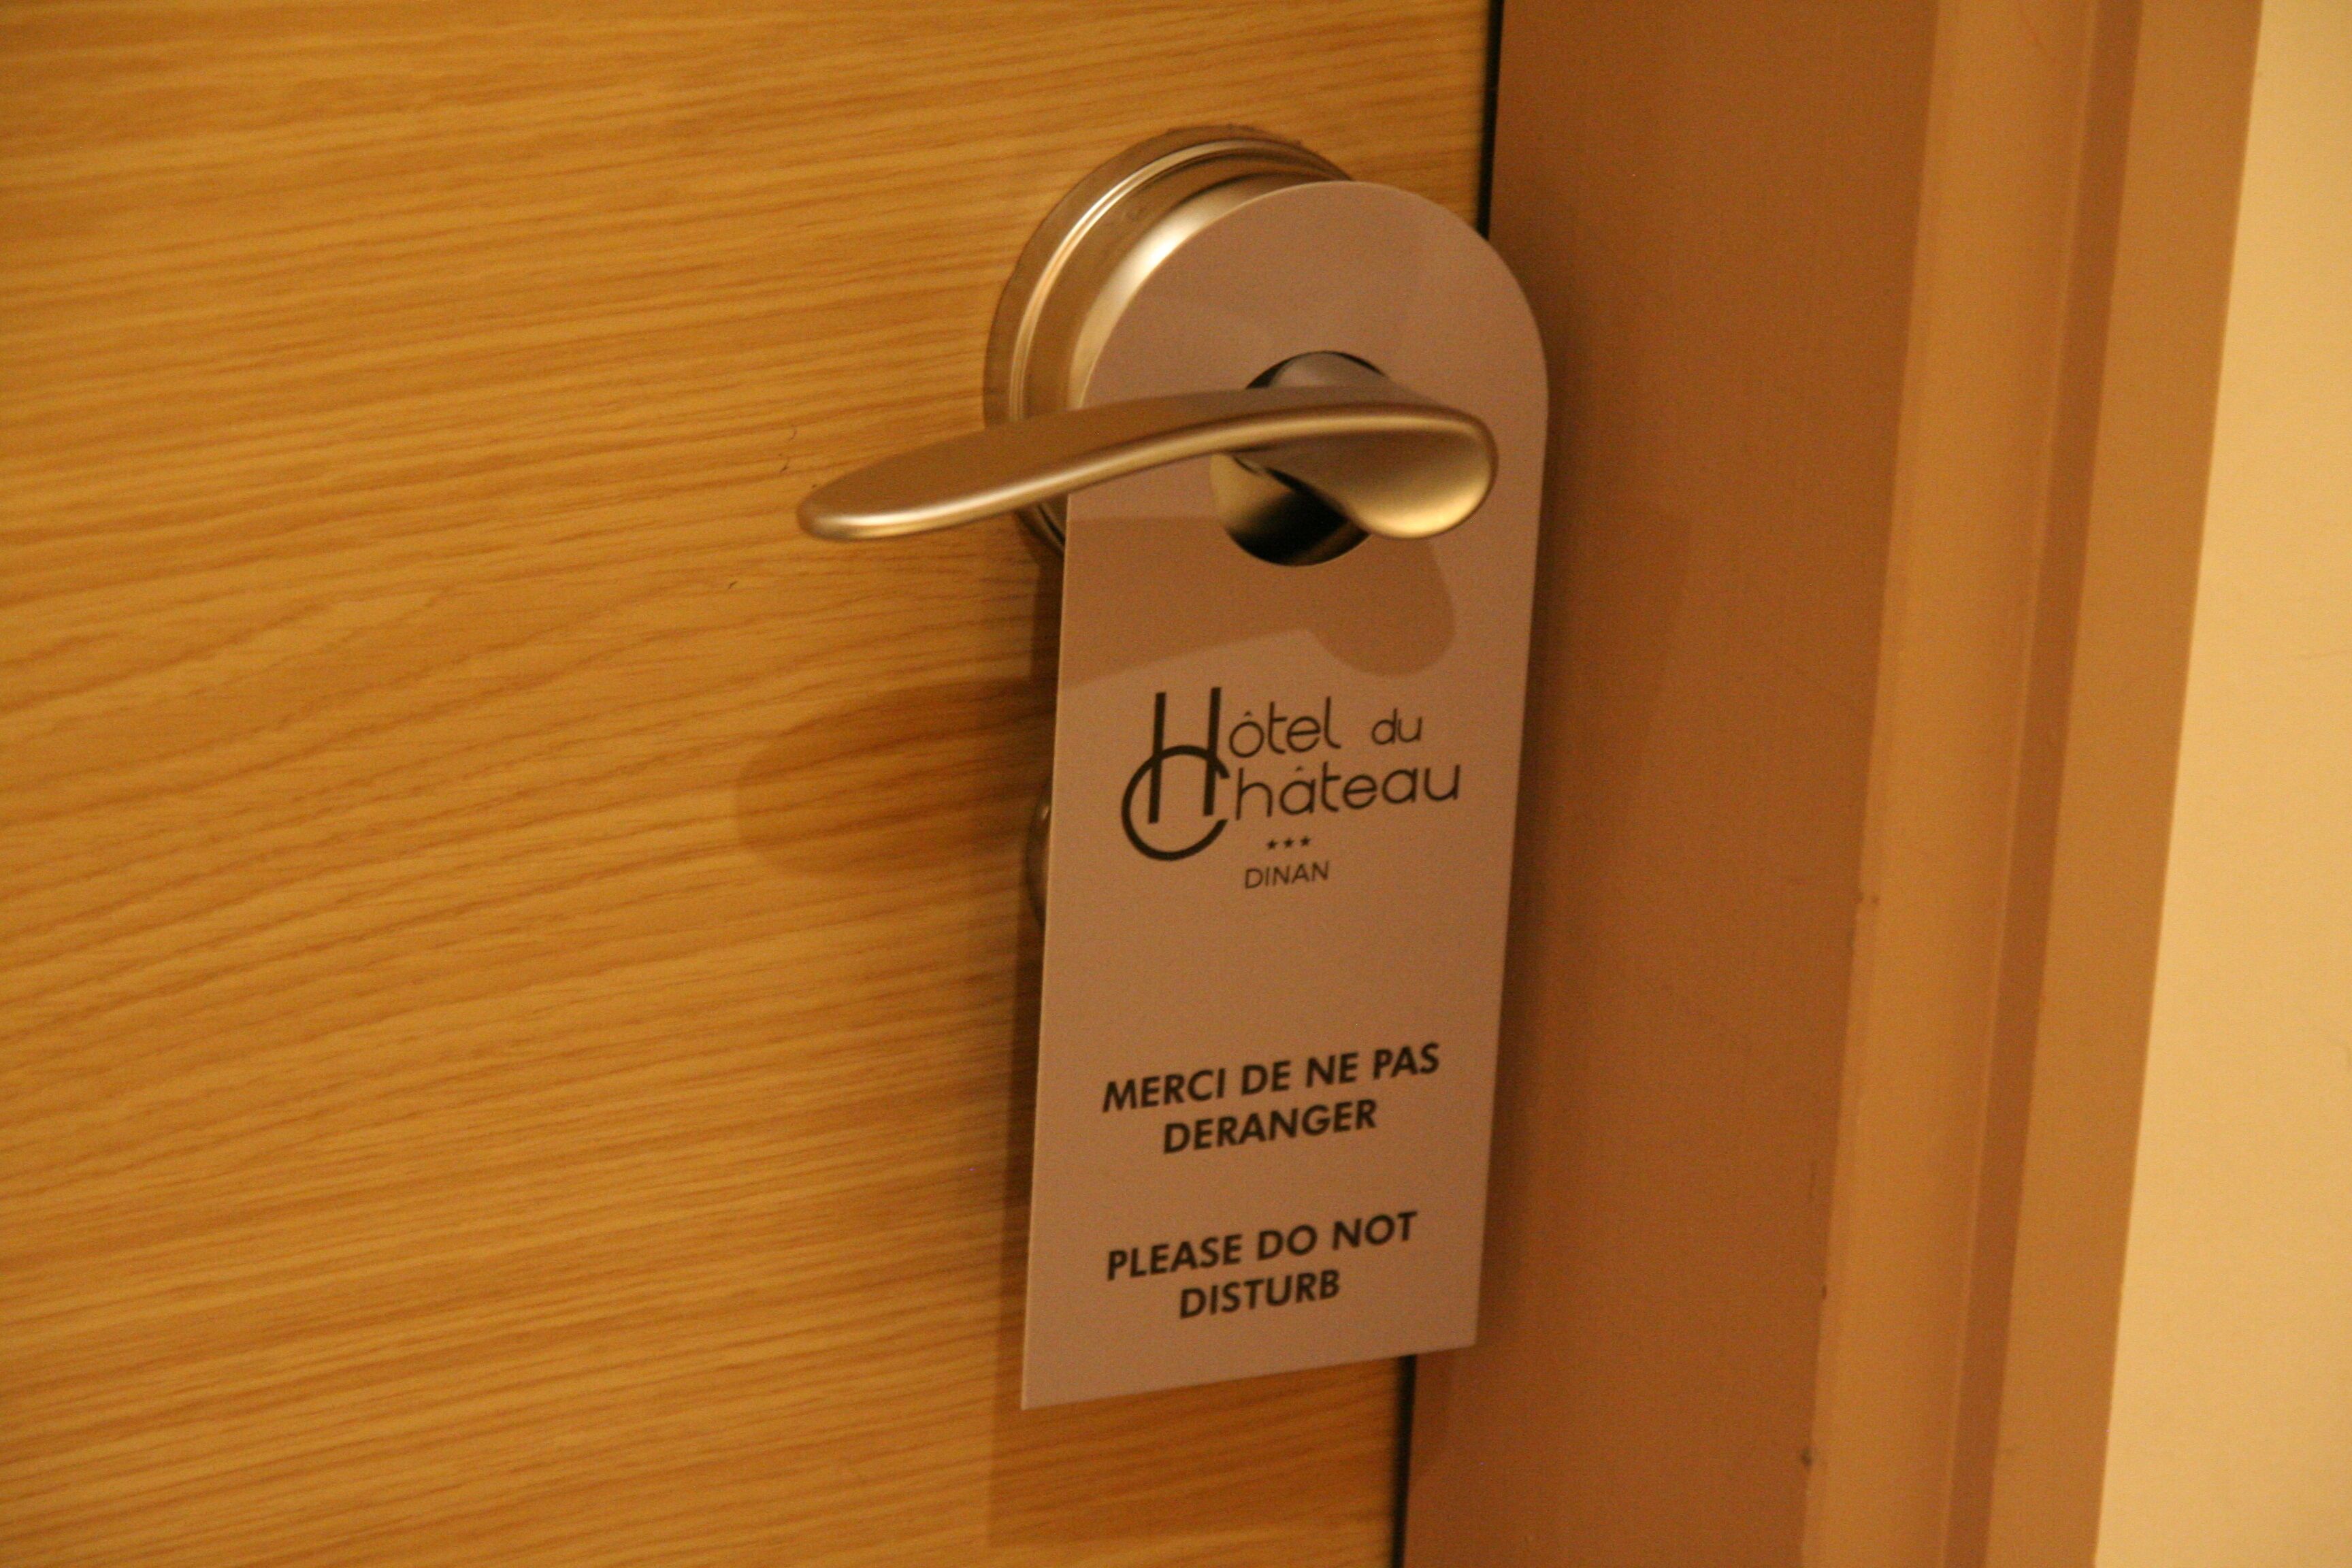 Hôtel du
Château
★★★
DINAN
MERCI DE NE PAS
DERANGER
PLEASE DO NOT
DISTURB